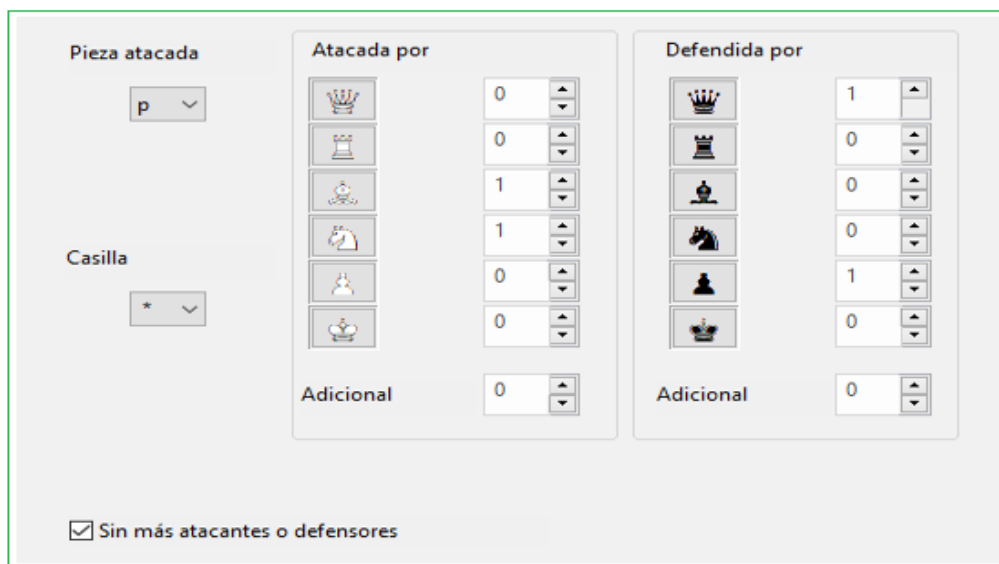 Pieza atacada
p
Casilla
*
Atacada por
0
0
1
1
0
0
Adicional 0
Defendida por
1
0
0
0
1
0
Adicional 0
Sin más atacantes o defensores